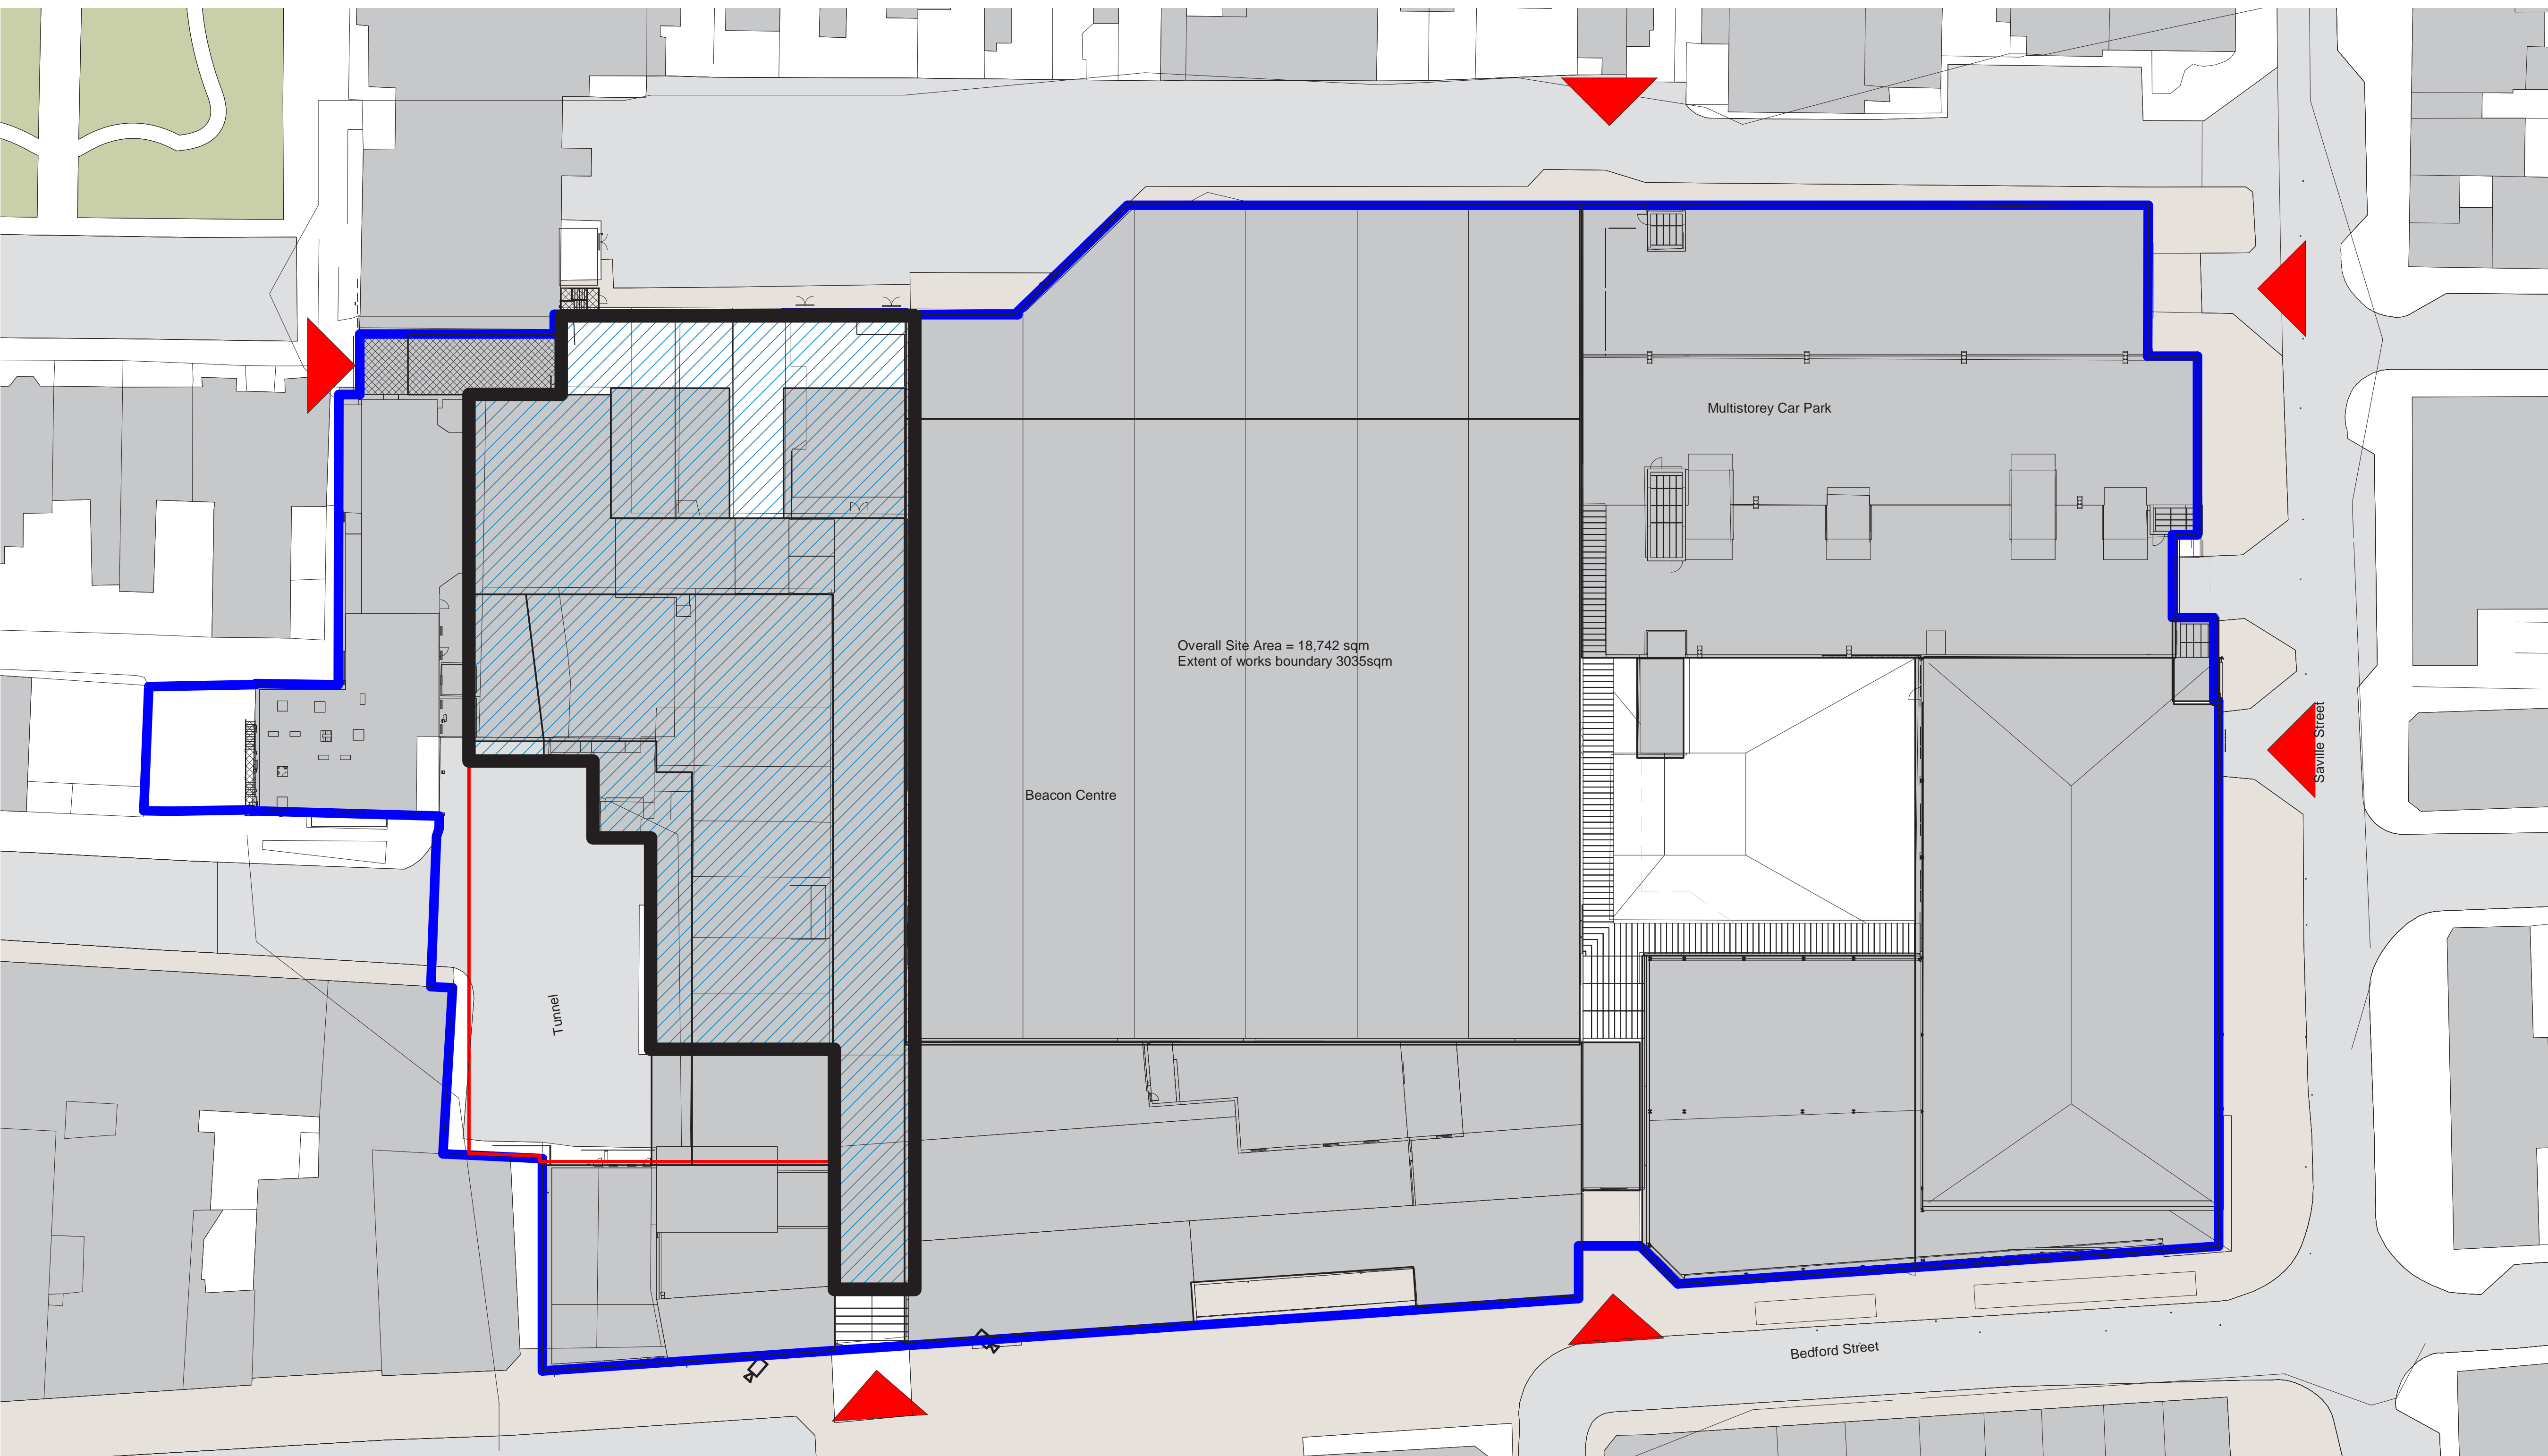 Multistorey Car Park
Overall Site Area = 18,742 sqm
Extent of works boundary 3035sqm
Saville Street
Beacon Centre
Tunnel
Bedford Street